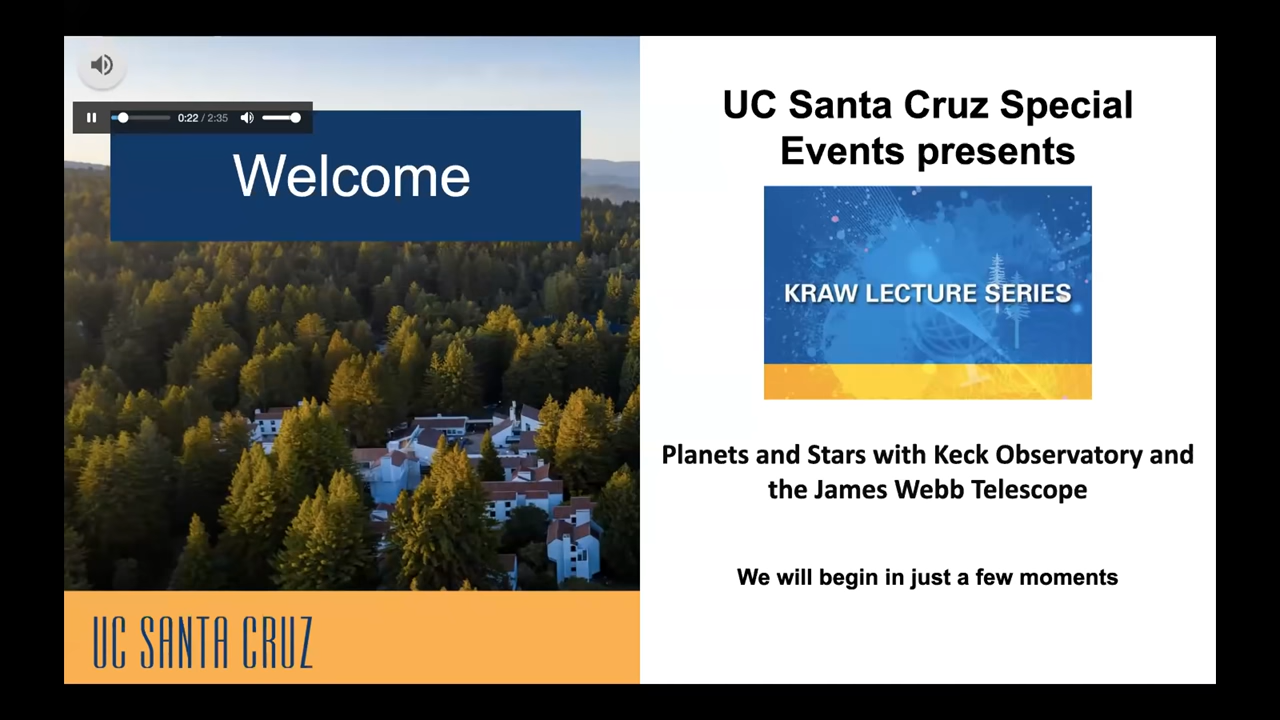 0:22 / 2:35
Welcome
UC SANTA CRUZ
UC Santa Cruz Special
Events presents
KRAW LECTURE SERIES
Planets and Stars with Keck Observatory and
the James Webb Telescope
We will begin in just a few moments